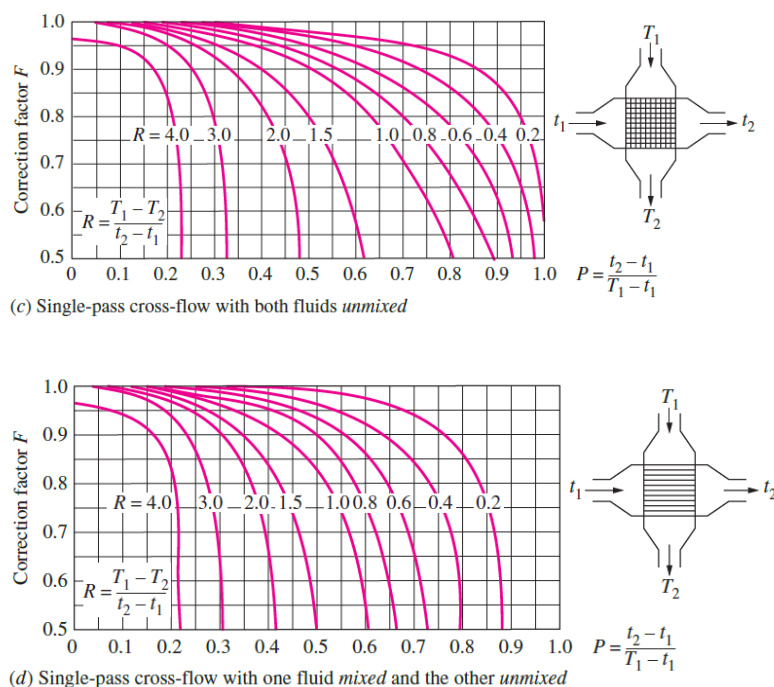 Correction factor F
1.0
0.9
0.8
0.7
0.6
0.5
R = 4.0 3.0 2.0 1.5 1.0 0.8 0.6 0.4 0.2
R = T₁ − T₂ / t₂ − t₁
0 0.1 0.2 0.3 0.4 0.5 0.6 0.7 0.8 0.9 1.0
T₁
t₁ t₂
T₂
P = t₂ − t₁ / T₁ − t₁
(c) Single-pass cross-flow with both fluids unmixed
Correction factor F
1.0
0.9
0.8
0.7
0.6
0.5
R = 4.0 3.0 2.0 1.5 1.0 0.8 0.6 0.4 0.2
R = T₁ − T₂ / t₂ − t₁
0 0.1 0.2 0.3 0.4 0.5 0.6 0.7 0.8 0.9 1.0
T₁
t₁ t₂
T₂
P = t₂ − t₁ / T₁ − t₁
(d) Single-pass cross-flow with one fluid mixed and the other unmixed